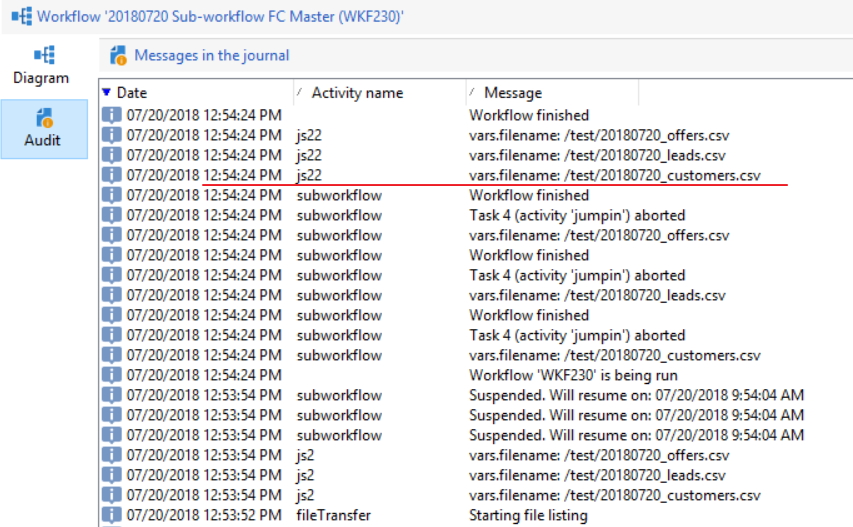 Workflow '20180720 Sub-workflow FC Master (WKF230)'
Diagram
Audit
Messages in the journal
Date Activity name Message
07/20/2018 12:54:24 PM Workflow finished
07/20/2018 12:54:24 PM js22 vars.filename: /test/20180720_offers.csv
07/20/2018 12:54:24 PM js22 vars.filename: /test/20180720_leads.csv
07/20/2018 12:54:24 PM js22 vars.filename: /test/20180720_customers.csv
07/20/2018 12:54:24 PM subworkflow Workflow finished
07/20/2018 12:54:24 PM subworkflow Task 4 (activity 'jumpin') aborted
07/20/2018 12:54:24 PM subworkflow vars.filename: /test/20180720_offers.csv
07/20/2018 12:54:24 PM subworkflow Workflow finished
07/20/2018 12:54:24 PM subworkflow Task 4 (activity 'jumpin') aborted
07/20/2018 12:54:24 PM subworkflow vars.filename: /test/20180720_leads.csv
07/20/2018 12:54:24 PM subworkflow Workflow finished
07/20/2018 12:54:24 PM subworkflow Task 4 (activity 'jumpin') aborted
07/20/2018 12:54:24 PM subworkflow vars.filename: /test/20180720_customers.csv
07/20/2018 12:54:24 PM Workflow 'WKF230' is being run
07/20/2018 12:53:54 PM subworkflow Suspended. Will resume on: 07/20/2018 9:54:04 AM
07/20/2018 12:53:54 PM subworkflow Suspended. Will resume on: 07/20/2018 9:54:04 AM
07/20/2018 12:53:54 PM subworkflow Suspended. Will resume on: 07/20/2018 9:54:04 AM
07/20/2018 12:53:54 PM js2 vars.filename: /test/20180720_offers.csv
07/20/2018 12:53:54 PM js2 vars.filename: /test/20180720_leads.csv
07/20/2018 12:53:54 PM js2 vars.filename: /test/20180720_customers.csv
07/20/2018 12:53:52 PM fileTransfer Starting file listing